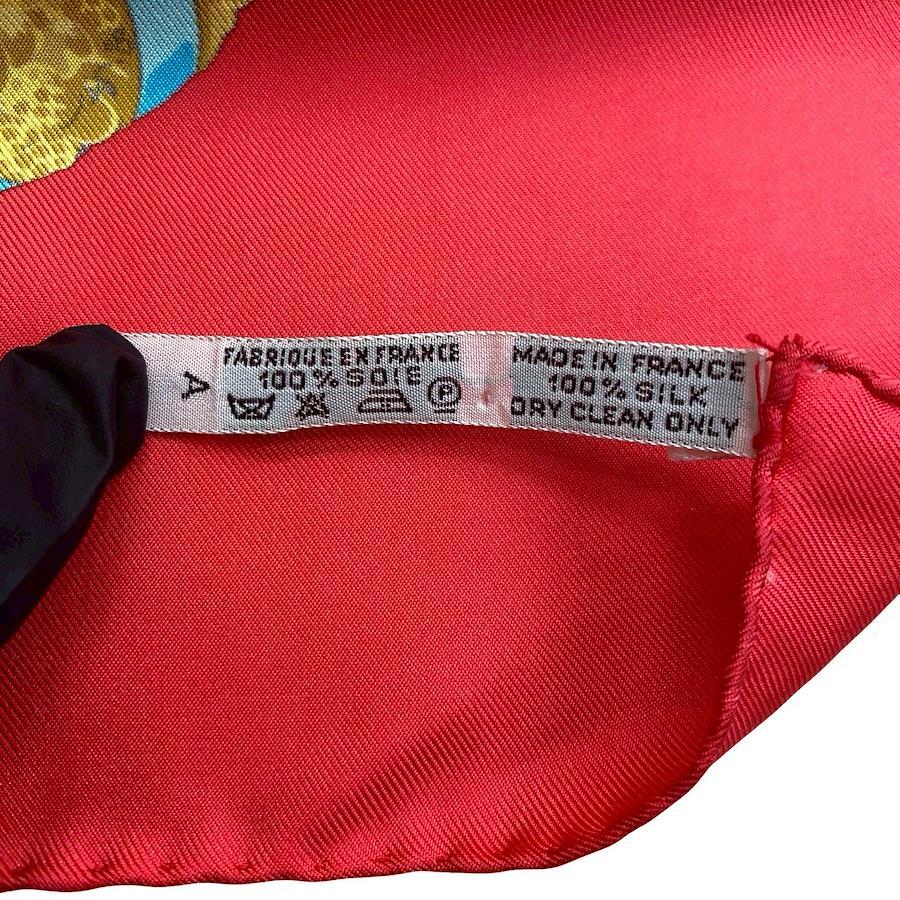 A
FABRIQUE EN FRANCE
100% SOIE
P
MADE IN FRANCE
100% SILK
DRY CLEAN ONLY